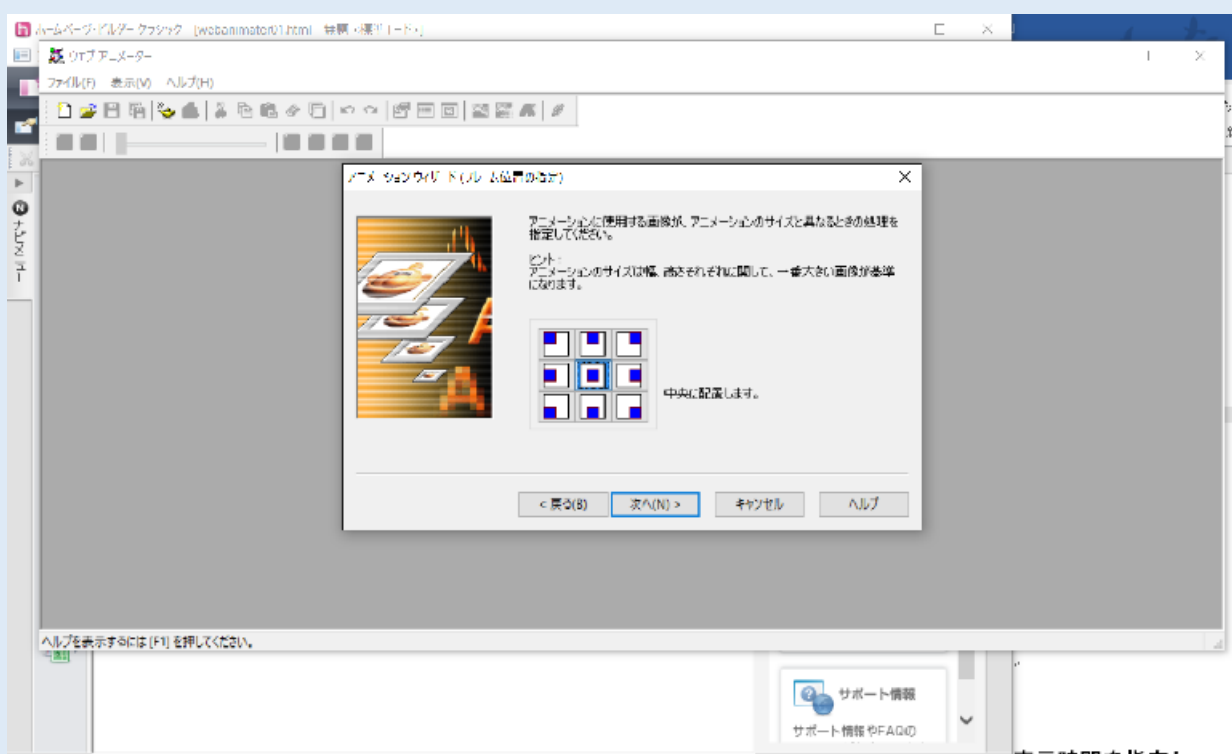 ホームページ・ビルダー クラシック - [webanimator01.html - 無題 <標準モード>]
ウェブアニメーター
ファイル(F) 表示(V) ヘルプ(H)
アニメーション ウィザード (フレーム位置の指定)
アニメーションに使用する画像が、アニメーションのサイズと異なるときの処理を
指定してください。
ヒント :
アニメーションのサイズは幅、高さそれぞれに関して、一番大きい画像が基準
になります。
中央に配置します。
< 戻る(B) 次へ(N) > キャンセル ヘルプ
ナビメニュー
ヘルプを表示するには [F1] を押してください。
サポート情報
サポート情報やFAQの